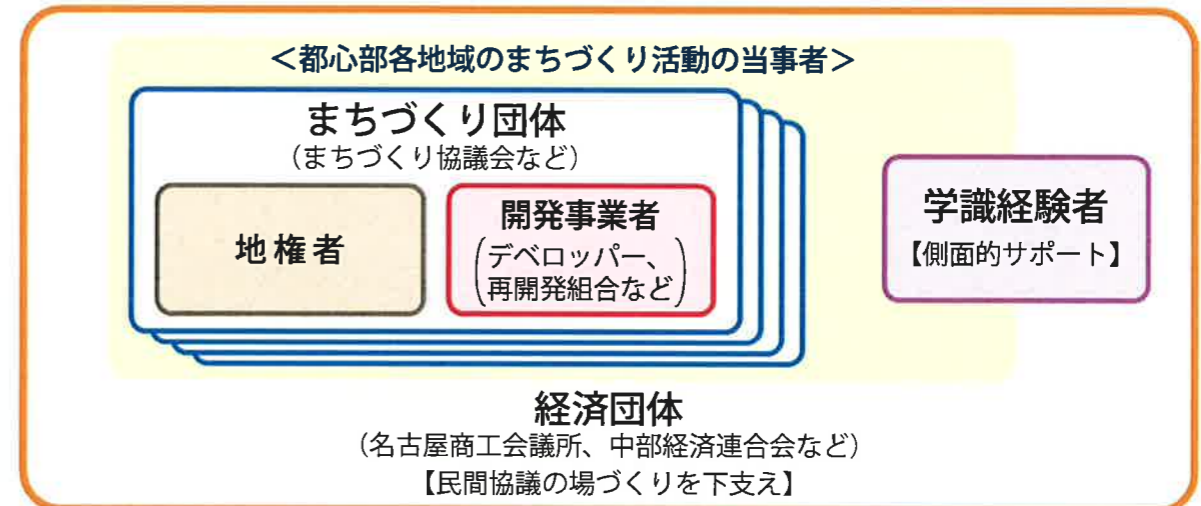 ＜都心部各地域のまちづくり活動の当事者＞
まちづくり団体
（まちづくり協議会など）
地権者
開発事業者
（デベロッパー、
再開発組合など）
学識経験者
【側面的サポート】
経済団体
（名古屋商工会議所、中部経済連合会など）
【民間協議の場づくりを下支え】